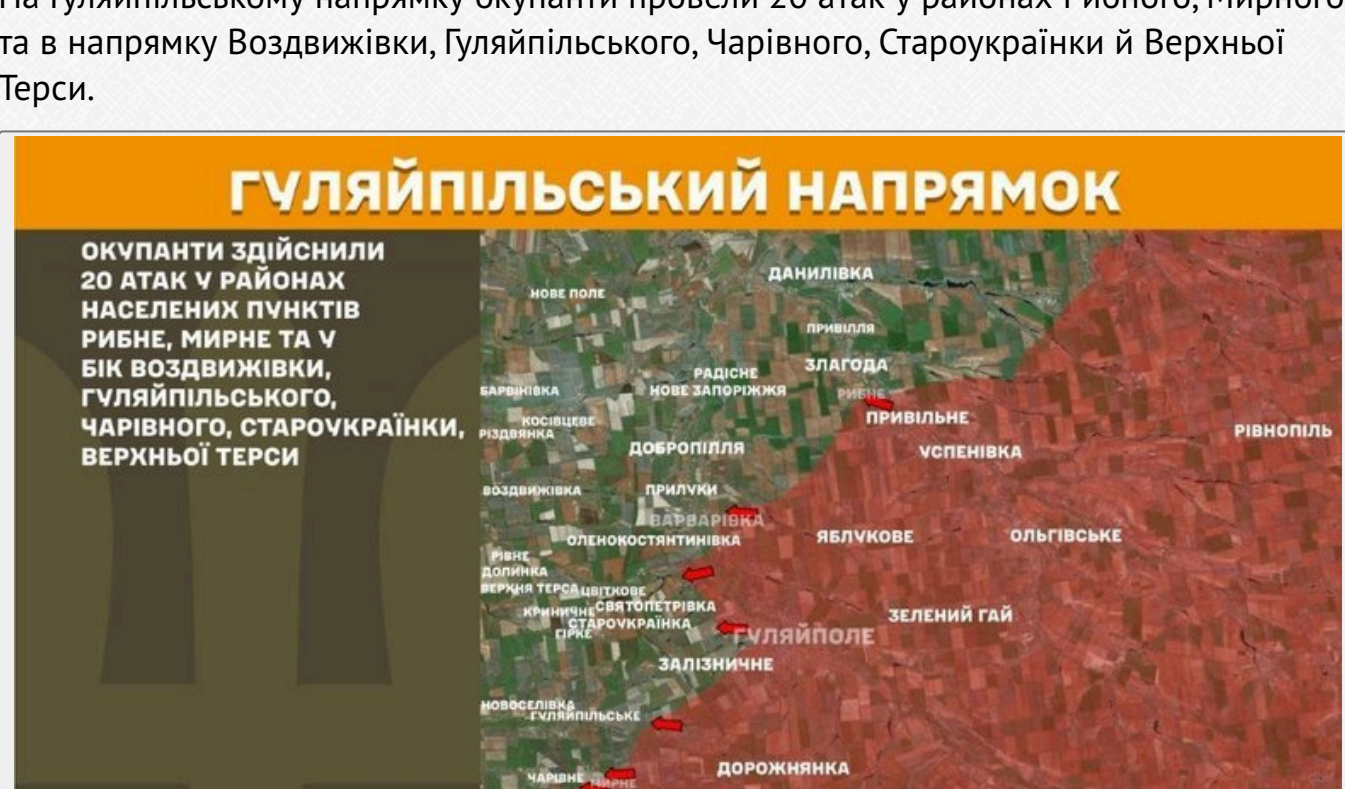 На Гуляйпільському напрямку окупанти провели 20 атак у районах Рибного, Мирного
та в напрямку Воздвижівки, Гуляйпільського, Чарівного, Староукраїнки й Верхньої
Терси.
ГУЛЯЙПІЛЬСЬКИЙ НАПРЯМОК
ОКУПАНТИ ЗДІЙСНИЛИ
20 АТАК У РАЙОНАХ
НАСЕЛЕНИХ ПУНКТІВ
РИБНЕ, МИРНЕ ТА У
БІК ВОЗДВИЖІВКИ,
ГУЛЯЙПІЛЬСЬКОГО,
ЧАРІВНОГО, СТАРОУКРАЇНКИ,
ВЕРХНЬОЇ ТЕРСИ
ДАНИЛІВКА
НОВЕ ПОЛЕ
ПРИВІЛЛЯ
ЗЛАГОДА
РАДІСНЕ
БАРВІНІВКА
НОВЕ ЗАПОРІЖЖЯ
РИБНЕ
ПРИВІЛЬНЕ
КОСІВЦЕВЕ
РІЗДВЯНКА
РІВНОПІЛЬ
ДОБРОПІЛЛЯ
УСПЕНІВКА
ВОЗДВИЖІВКА
ПРИЛУКИ
ВАРВАРІВКА
ОЛЕНОКОСТЯНТИНІВКА
ЯБЛУКОВЕ
ОЛЬГІВСЬКЕ
РІВНЕ
ДОЛИНКА
ВЕРХНЯ ТЕРСА
ЦВІТКОВЕ
КРИНИЧНЕ
СВЯТОПЕТРІВКА
СТАРОУКРАЇНКА
ЗЕЛЕНИЙ ГАЙ
ГІРКЕ
ГУЛЯЙПОЛЕ
ЗАЛІЗНИЧНЕ
НОВОСЕЛІВКА
ГУЛЯЙПІЛЬСЬКЕ
ДОРОЖНЯНКА
ЧАРІВНЕ
МИРНЕ